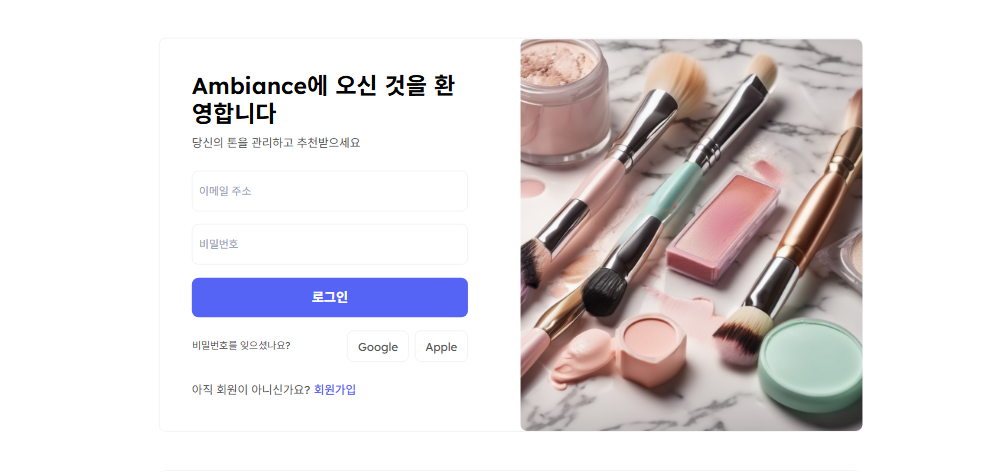 Ambiance에 오신 것을 환
영합니다
당신의 톤을 관리하고 추천받으세요
이메일 주소
비밀번호
로그인
비밀번호를 잊으셨나요?
Google
Apple
아직 회원이 아니신가요? 회원가입